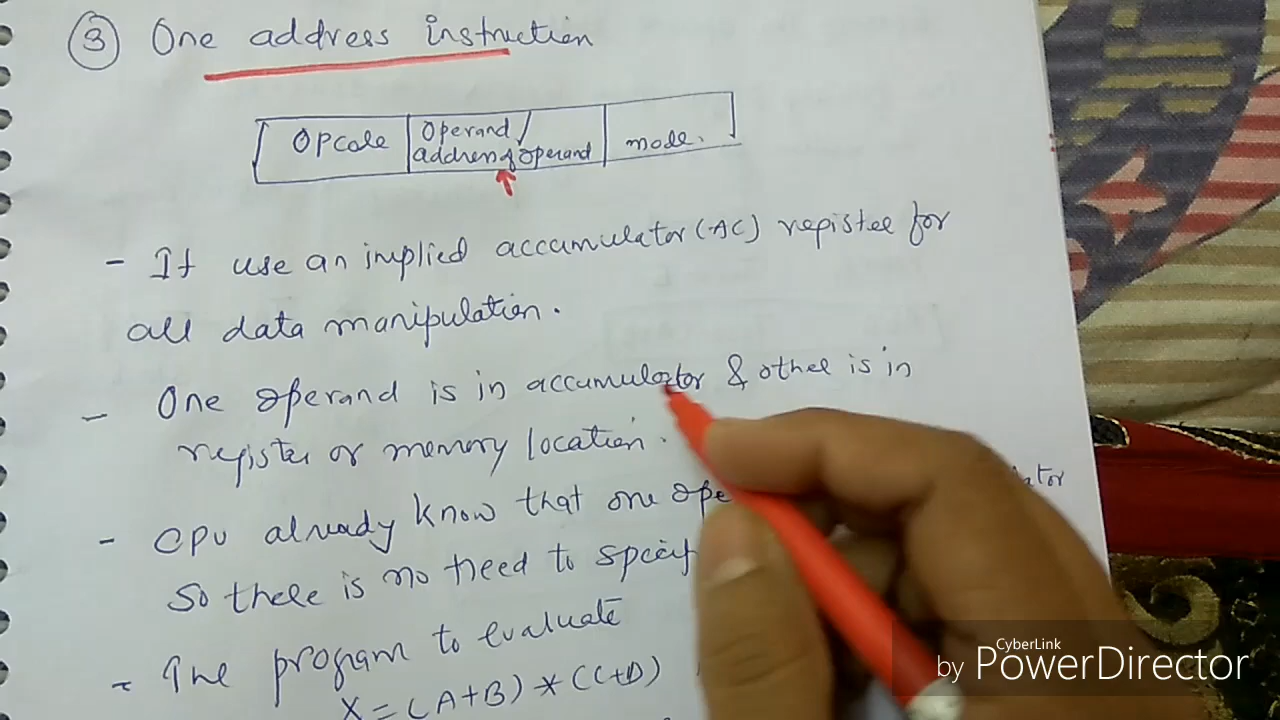 ③ One address instruction
Opcode | Operand/ address of operand | mode.
- It use an implied accumulator (AC) register for
all data manipulation.
- One operand is in accumulator & other is in
register or memory location.
- CPU already know that one
So there is no need to specify
- The program to evaluate
X = (A+B) * (C+D)
CyberLink
by PowerDirector